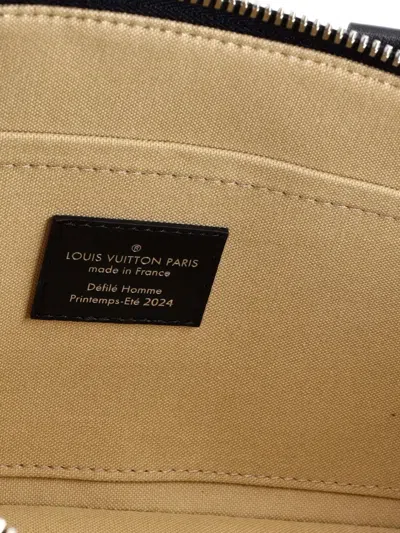 ®
LOUIS VUITTON PARIS
made in France
Défilé Homme
Printemps-Eté 2024